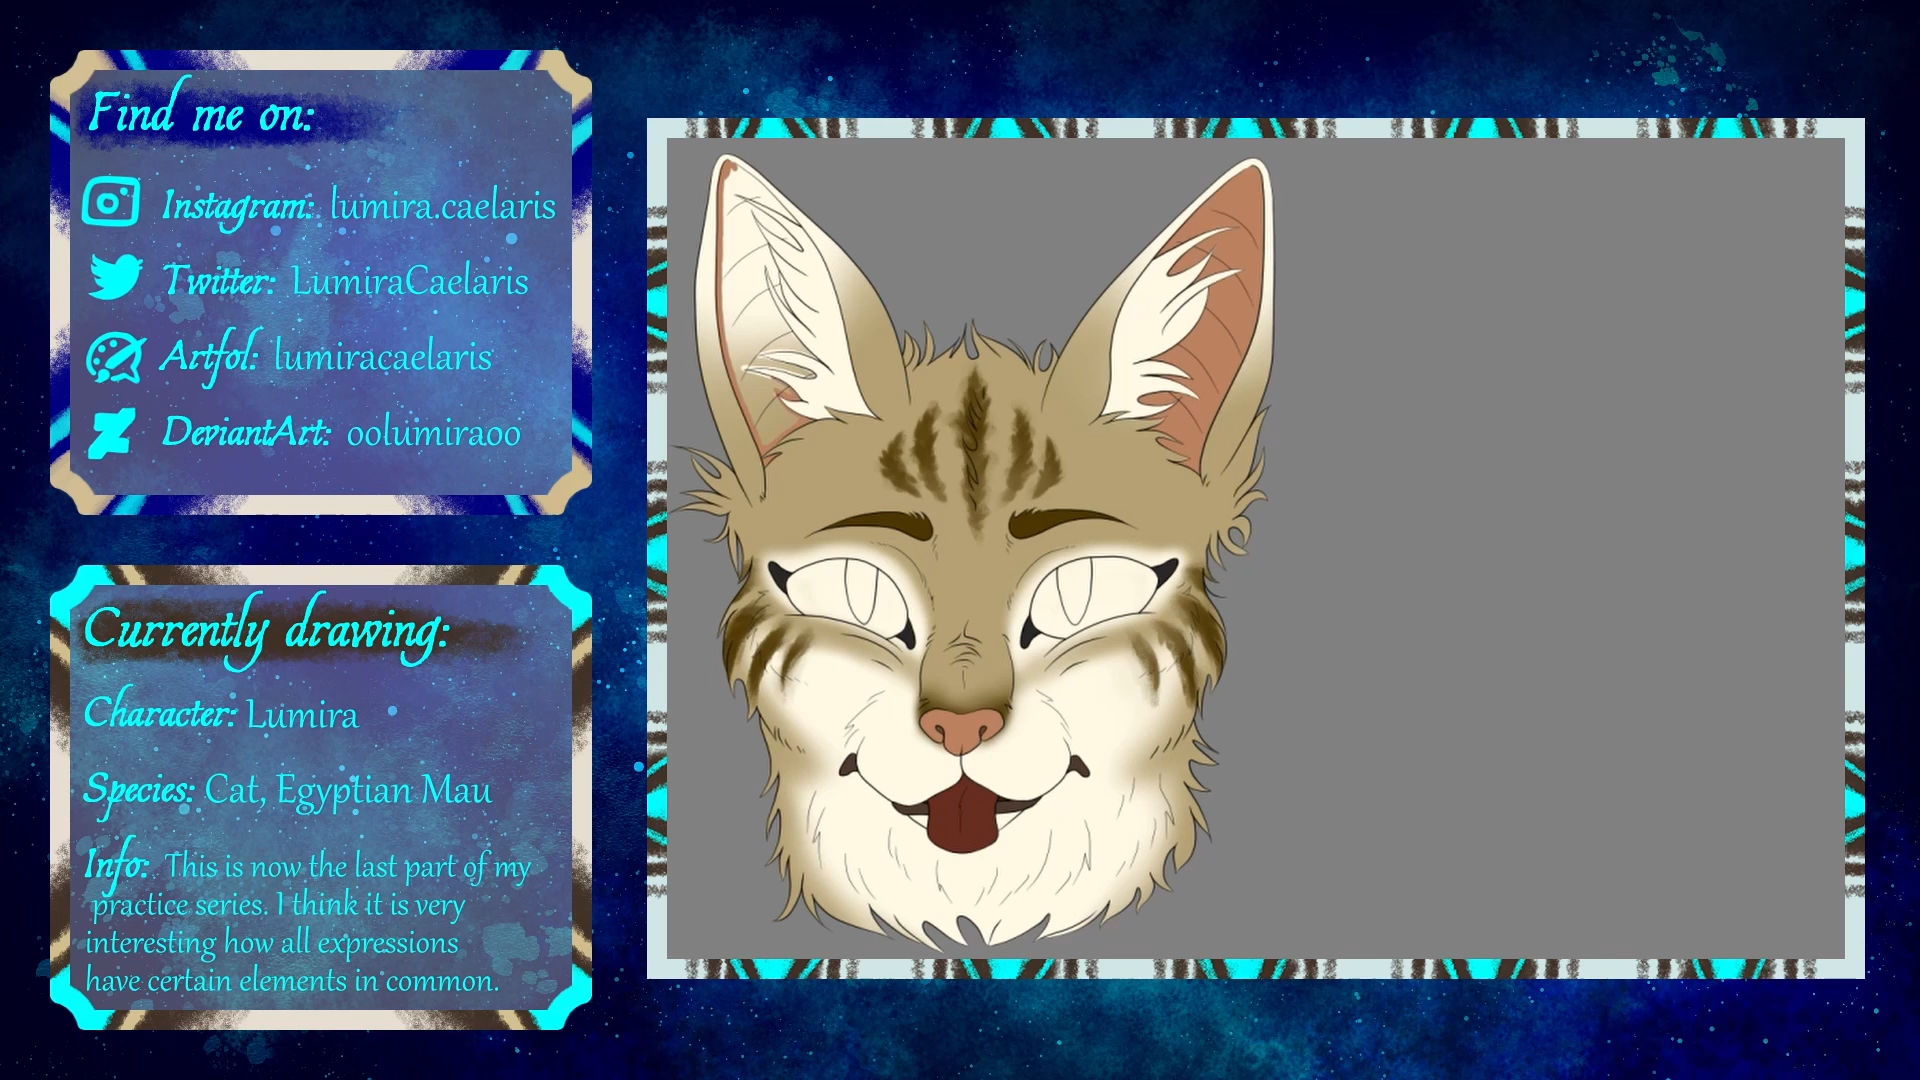 Find me on:
Instagram: lumira.caelaris
Twitter: LumiraCaelaris
Artfol: lumiracaelaris
DeviantArt: oolumiraoo
Currently drawing:
Character: Lumira
Species: Cat, Egyptian Mau
Info: This is now the last part of my
practice series. I think it is very
interesting how all expressions
have certain elements in common.